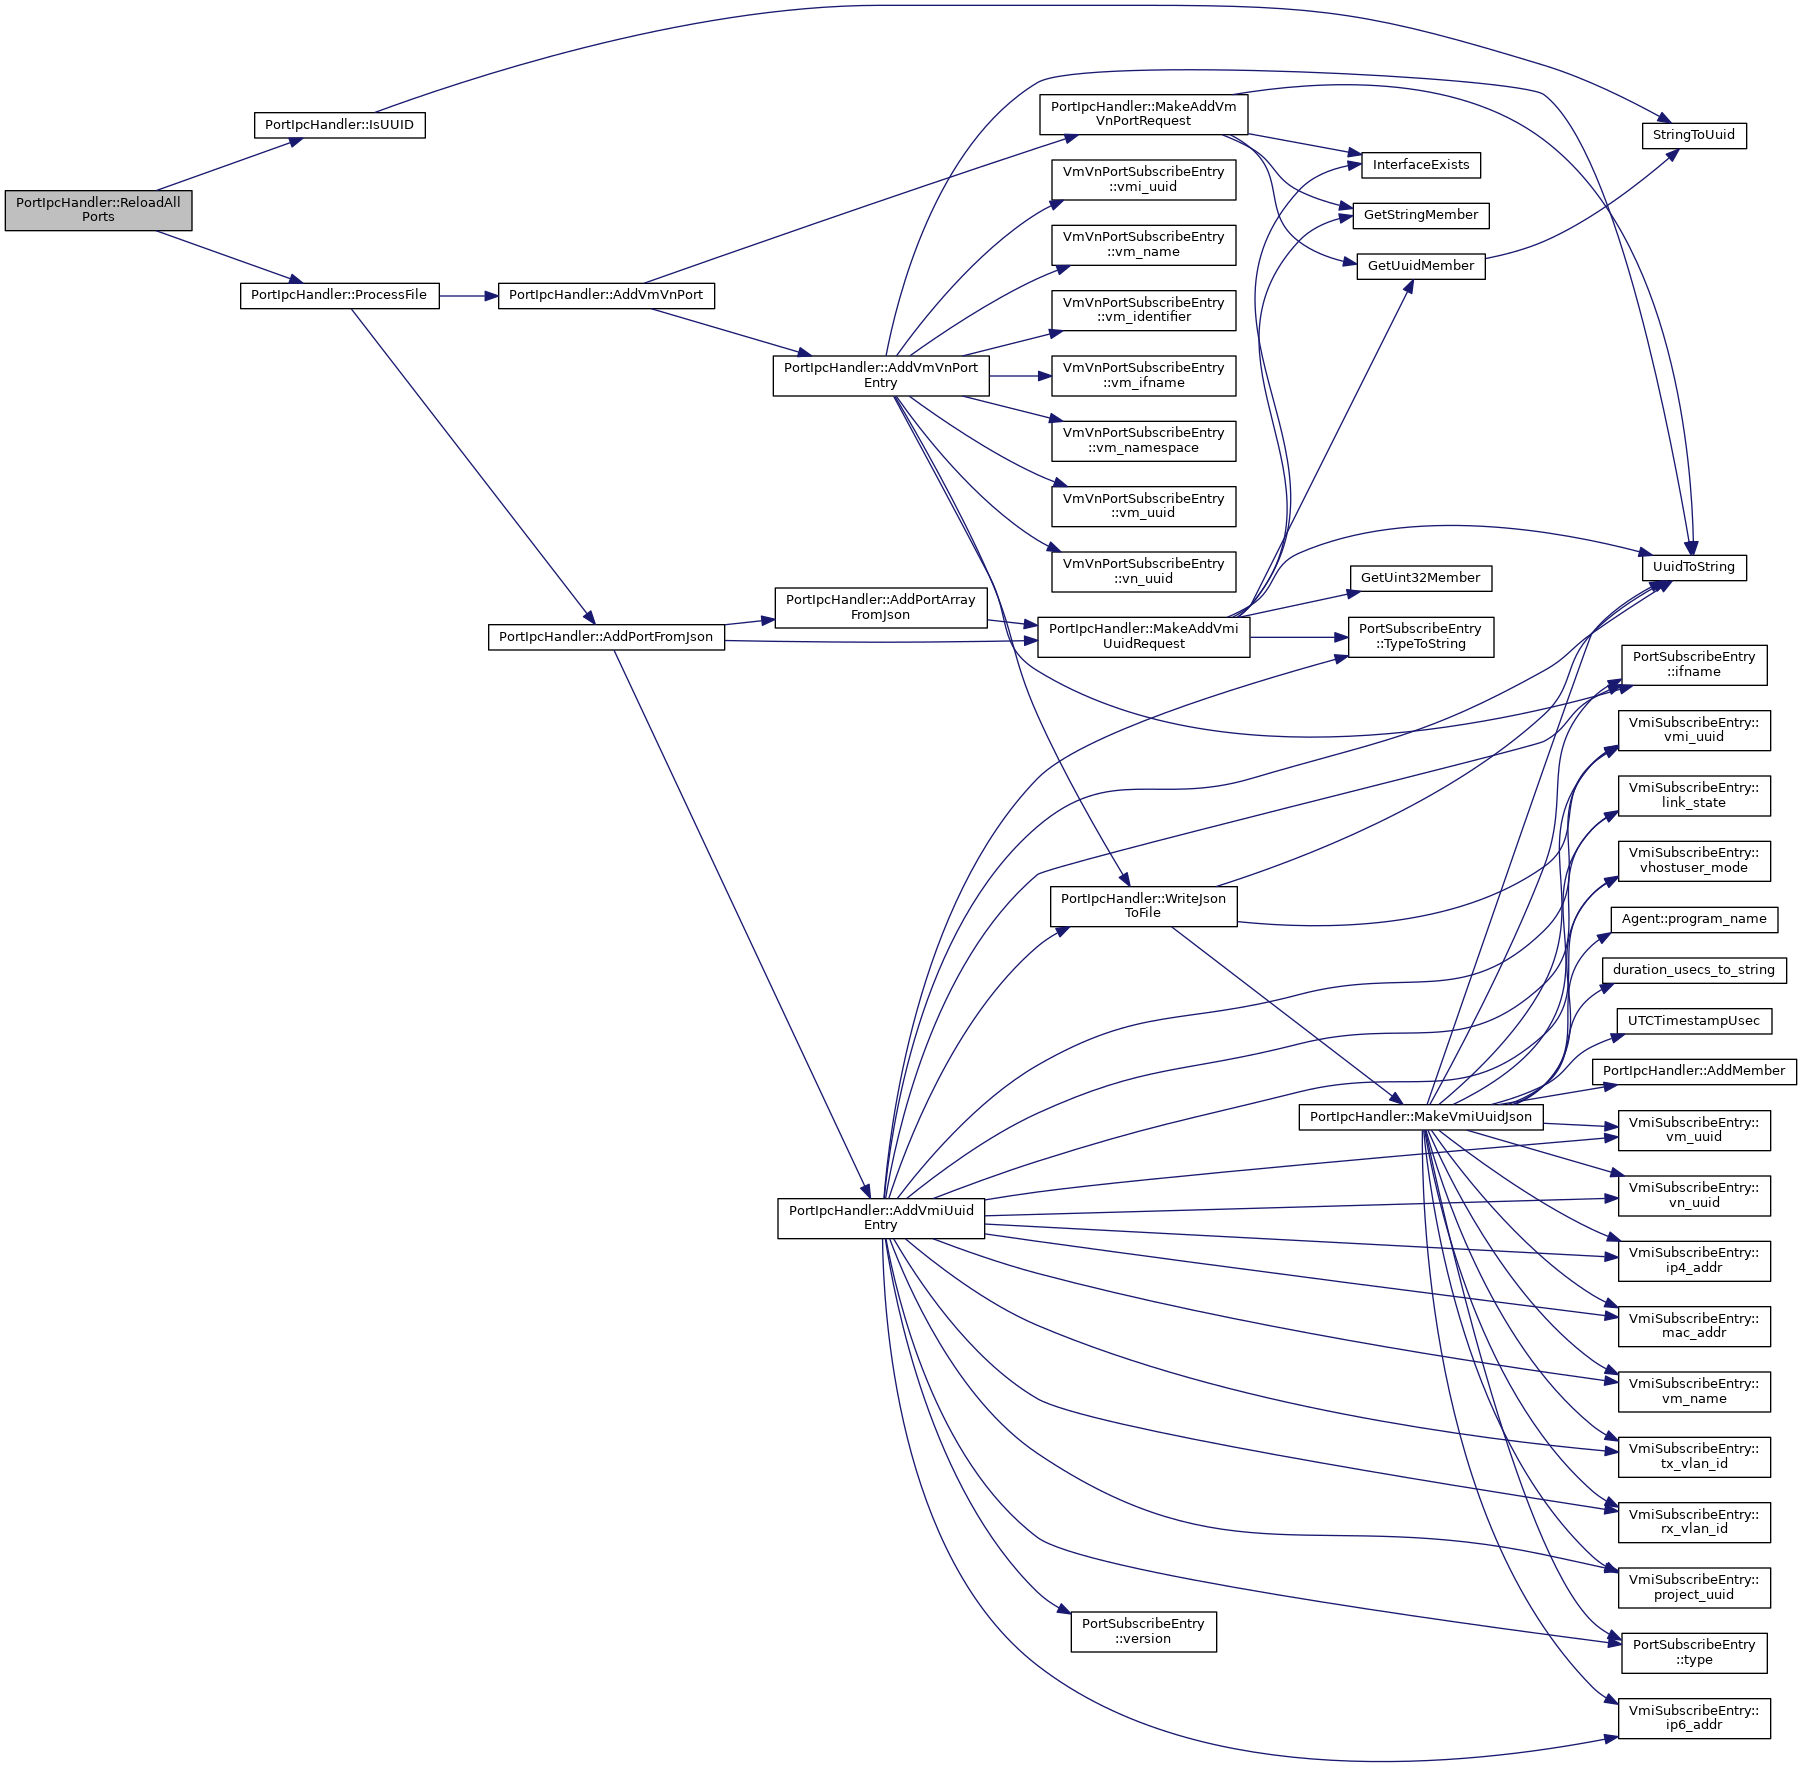 PortIpcHandler::ReloadAll
Ports
PortIpcHandler::IsUUID
PortIpcHandler::ProcessFile
PortIpcHandler::AddVmVnPort
PortIpcHandler::AddPortFromJson
PortIpcHandler::AddVmVnPort
Entry
PortIpcHandler::AddPortArray
FromJson
PortIpcHandler::AddVmiUuid
Entry
PortIpcHandler::MakeAddVm
VnPortRequest
VmVnPortSubscribeEntry
::vmi_uuid
VmVnPortSubscribeEntry
::vm_name
VmVnPortSubscribeEntry
::vm_identifier
VmVnPortSubscribeEntry
::vm_ifname
VmVnPortSubscribeEntry
::vm_namespace
VmVnPortSubscribeEntry
::vm_uuid
VmVnPortSubscribeEntry
::vn_uuid
PortIpcHandler::MakeAddVmi
UuidRequest
PortIpcHandler::WriteJson
ToFile
PortSubscribeEntry
::version
InterfaceExists
GetStringMember
GetUuidMember
GetUint32Member
PortSubscribeEntry
::TypeToString
PortIpcHandler::MakeVmiUuidJson
StringToUuid
UuidToString
PortSubscribeEntry
::ifname
VmiSubscribeEntry::
vmi_uuid
VmiSubscribeEntry::
link_state
VmiSubscribeEntry::
vhostuser_mode
Agent::program_name
duration_usecs_to_string
UTCTimestampUsec
PortIpcHandler::AddMember
VmiSubscribeEntry::
vm_uuid
VmiSubscribeEntry::
vn_uuid
VmiSubscribeEntry::
ip4_addr
VmiSubscribeEntry::
mac_addr
VmiSubscribeEntry::
vm_name
VmiSubscribeEntry::
tx_vlan_id
VmiSubscribeEntry::
rx_vlan_id
VmiSubscribeEntry::
project_uuid
PortSubscribeEntry
::type
VmiSubscribeEntry::
ip6_addr